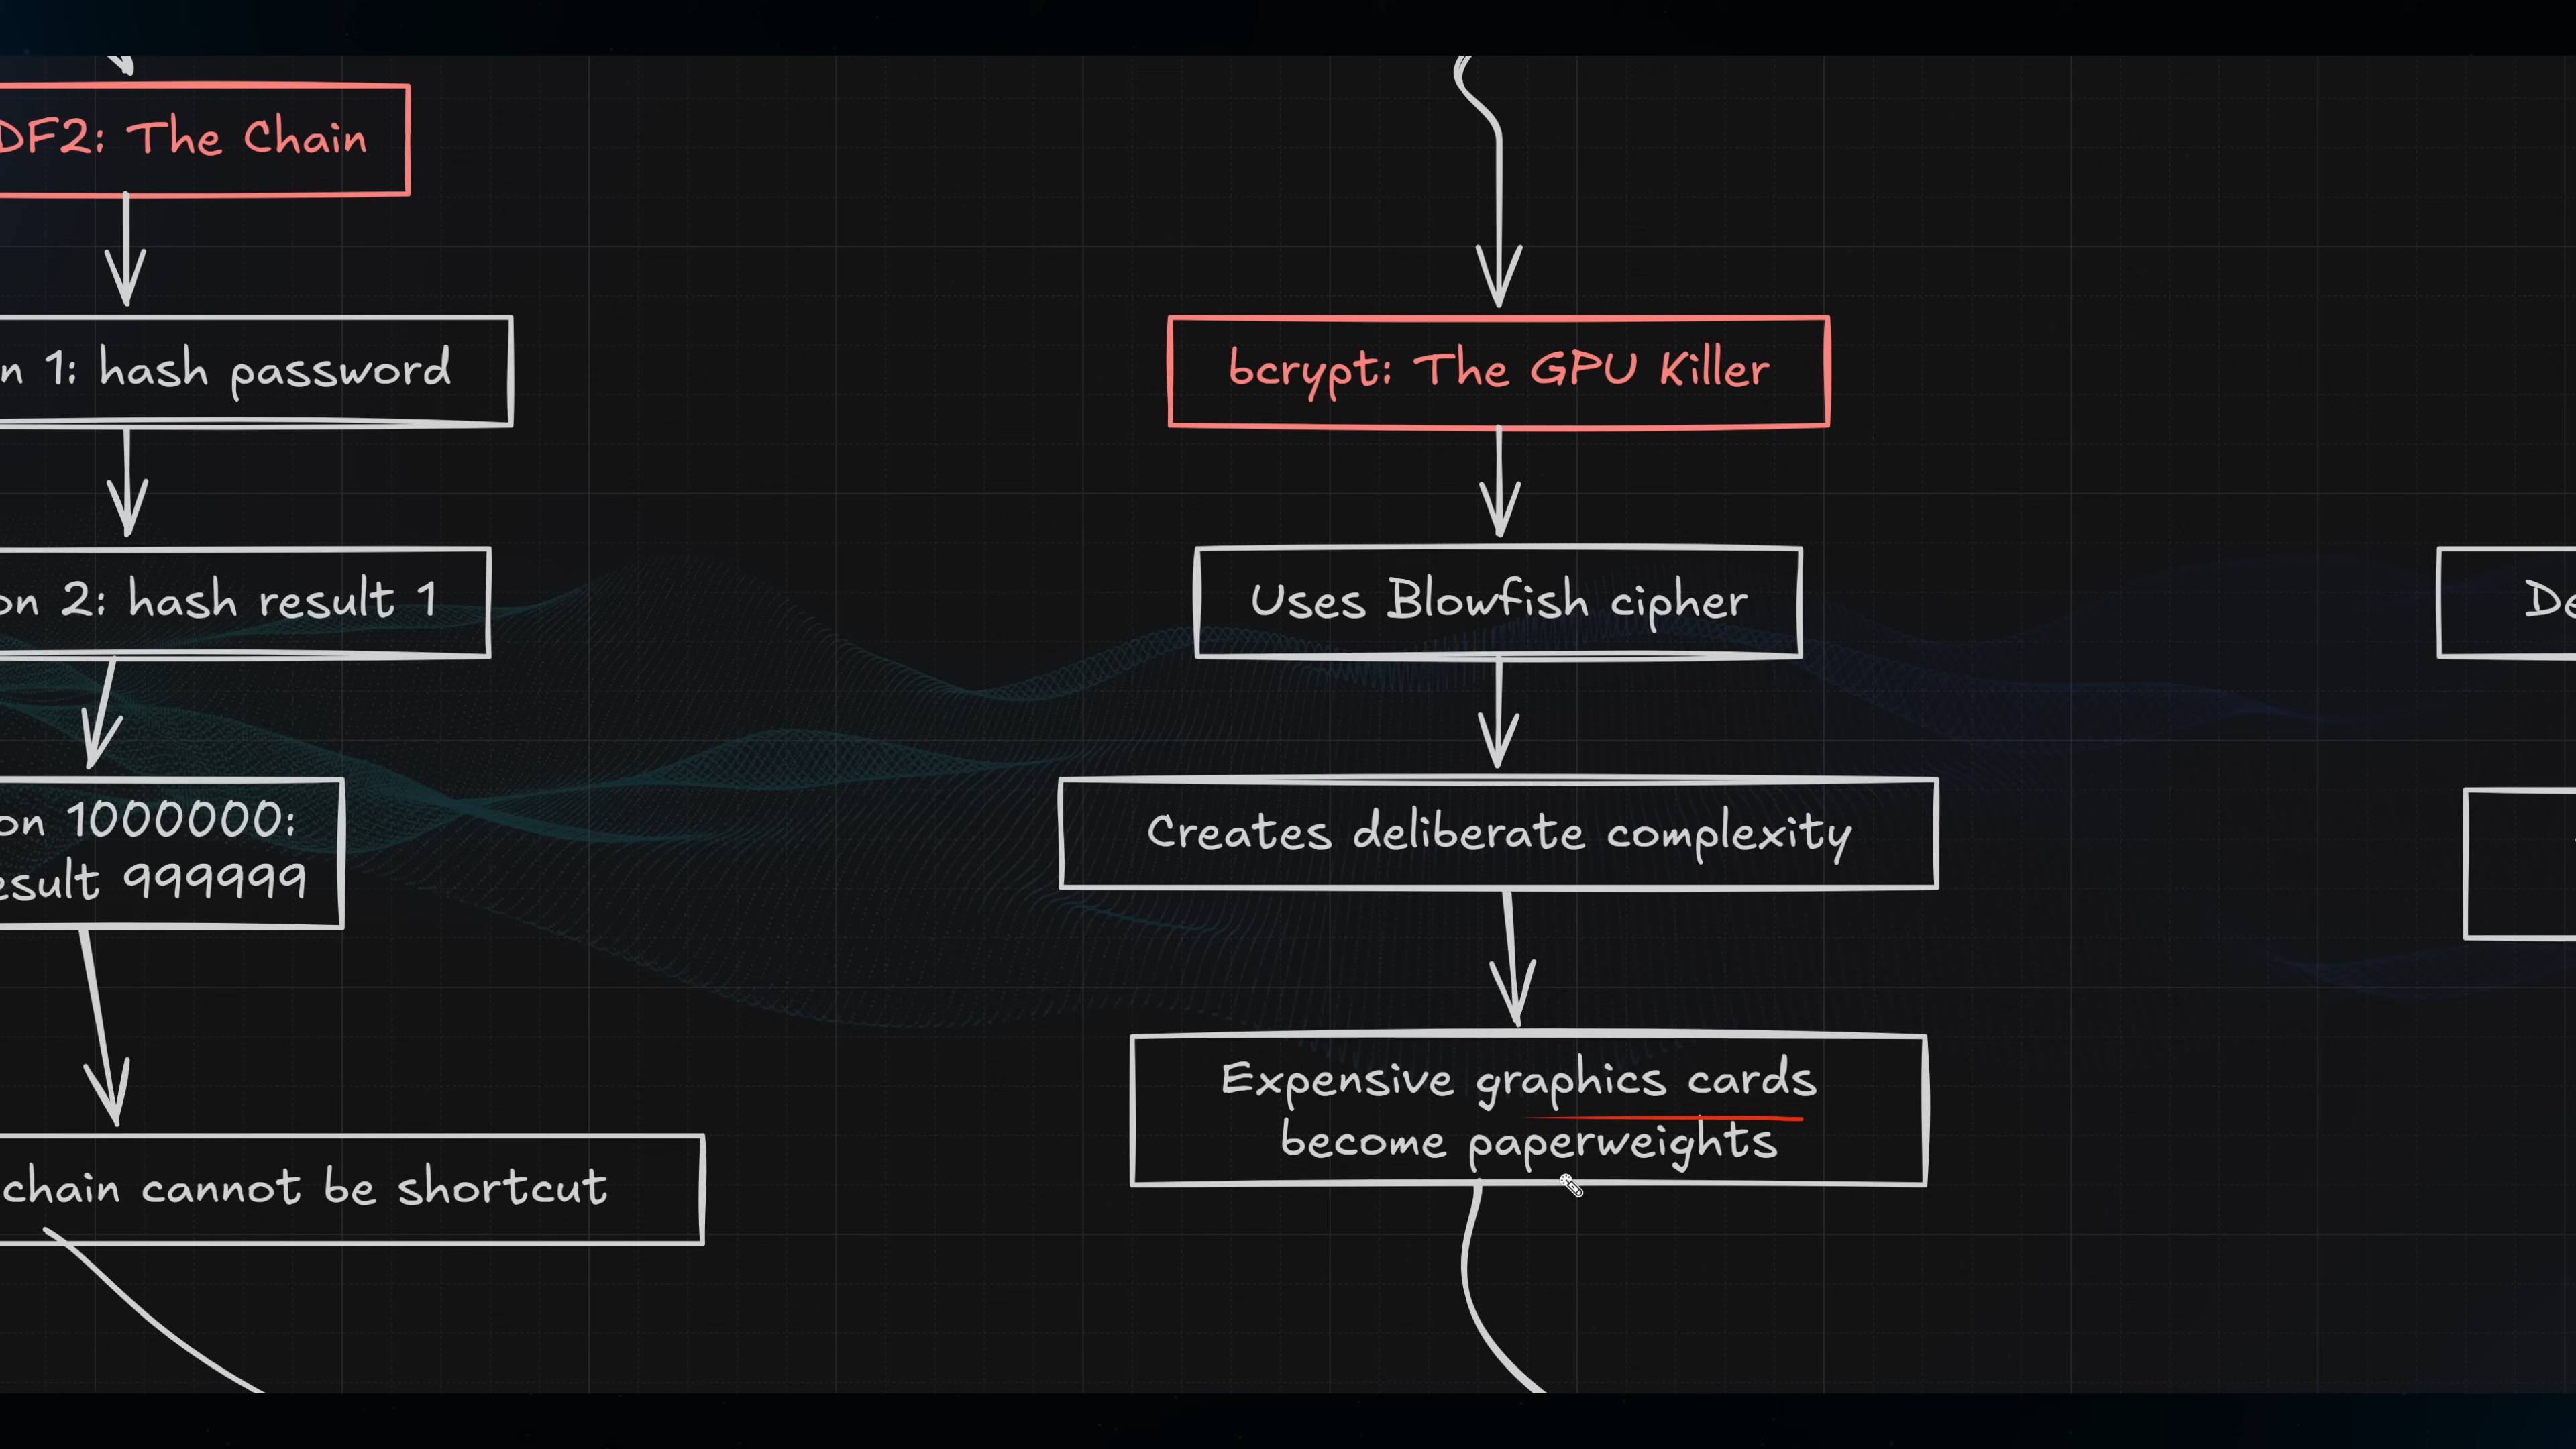 DF2: The Chain
n 1: hash password
on 2: hash result 1
on 1000000:
esult 999999
chain cannot be shortcut
bcrypt: The GPU Killer
Uses Blowfish cipher
Creates deliberate complexity
Expensive graphics cards
become paperweights
De